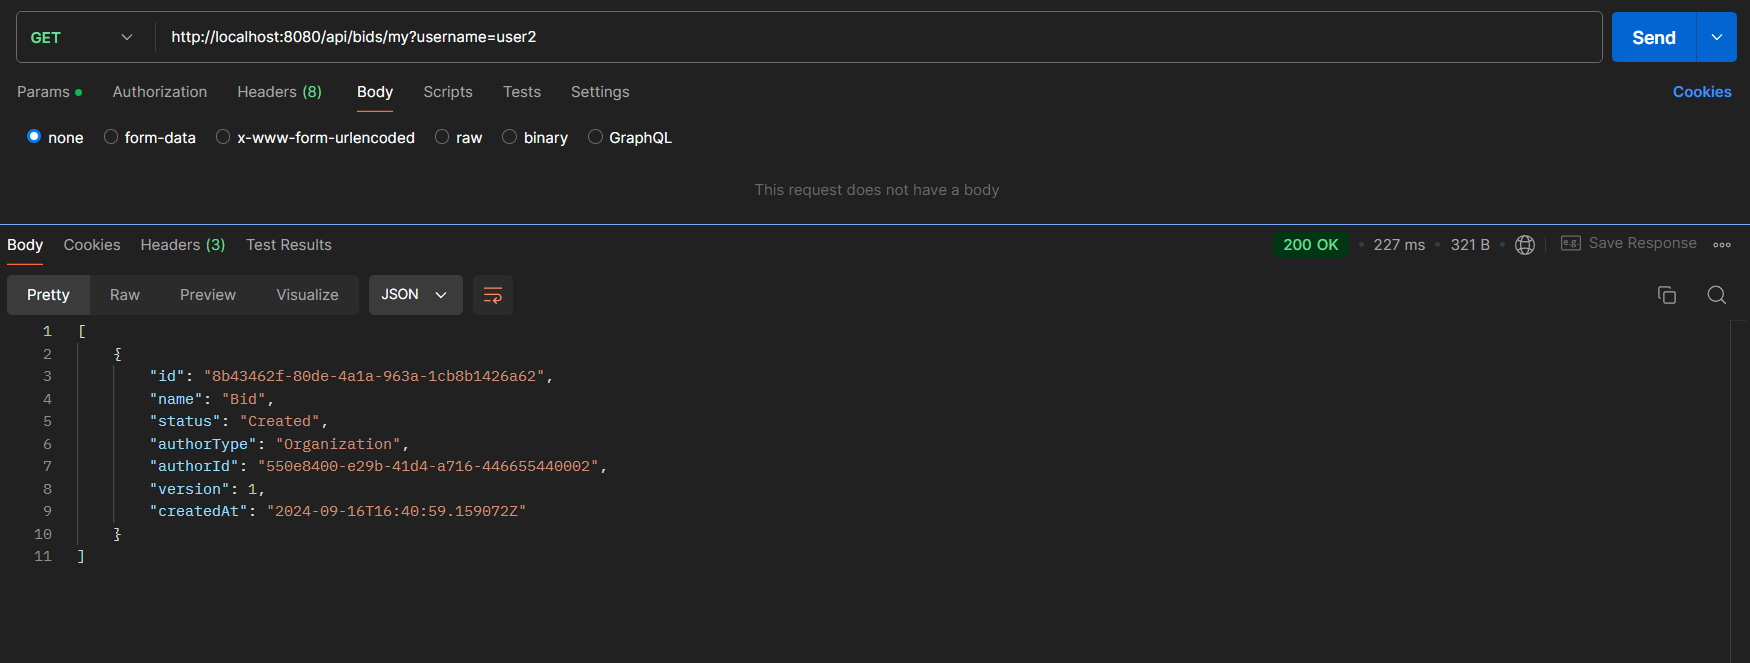 GET http://localhost:8080/api/bids/my?username=user2 Send
Params Authorization Headers (8) Body Scripts Tests Settings Cookies
none form-data x-www-form-urlencoded raw binary GraphQL
This request does not have a body
Body Cookies Headers (3) Test Results 200 OK • 227 ms • 321 B • e.g. Save Response
Pretty Raw Preview Visualize JSON
1 [
2 {
3 "id": "8b43462f-80de-4a1a-963a-1cb8b1426a62",
4 "name": "Bid",
5 "status": "Created",
6 "authorType": "Organization",
7 "authorId": "550e8400-e29b-41d4-a716-446655440002",
8 "version": 1,
9 "createdAt": "2024-09-16T16:40:59.159072Z"
10 }
11 ]